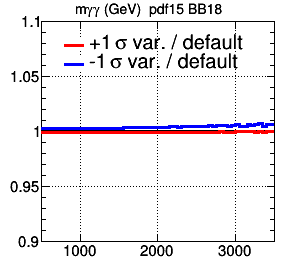 mγγ (GeV) pdf15 BB18
1.1
+1 σ var. / default
-1 σ var. / default
1.05
1
0.95
0.9
1000 2000 3000